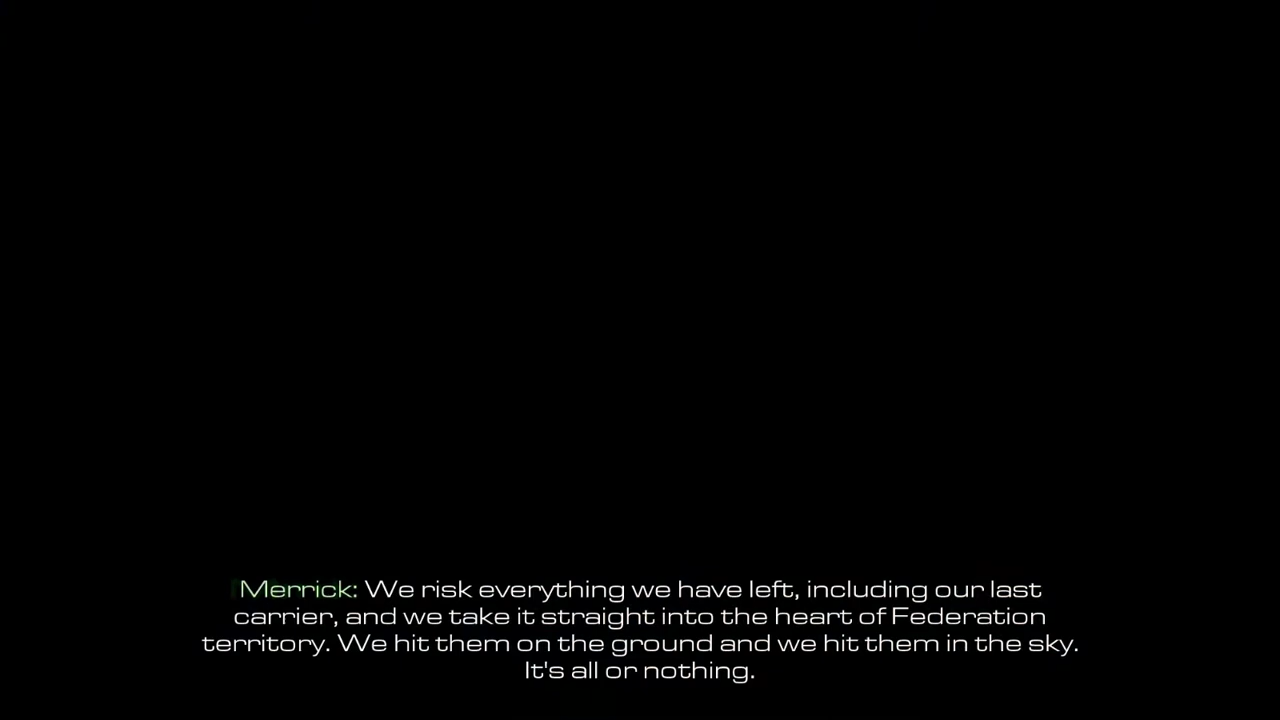 Merrick: We risk everything we have left, including our last
carrier, and we take it straight into the heart of Federation
territory. We hit them on the ground and we hit them in the sky.
It's all or nothing.